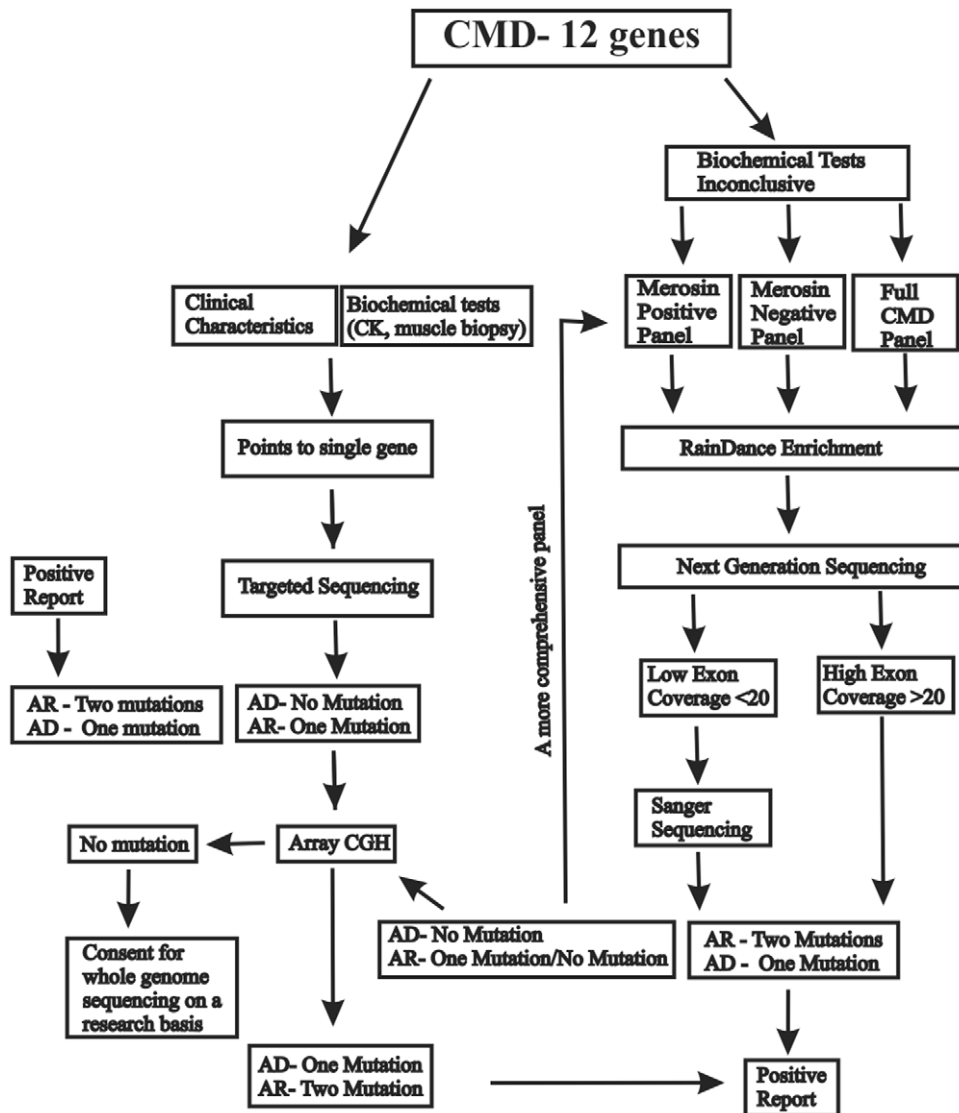 CMD- 12 genes
Biochemical Tests
Inconclusive
Clinical
Characteristics
Biochemical tests
(CK, muscle biopsy)
Merosin
Positive
Panel
Merosin
Negative
Panel
Full
CMD
Panel
Points to single gene
RainDance Enrichment
Targeted Sequencing
Next Generation Sequencing
Positive
Report
A more comprehensive panel
AR - Two mutations
AD - One mutation
AD- No Mutation
AR- One Mutation
Low Exon
Coverage <20
High Exon
Coverage >20
Sanger
Sequencing
No mutation
Array CGH
AD- No Mutation
AR- One Mutation/No Mutation
AR - Two Mutations
AD - One Mutation
Consent for
whole genome
sequencing on a
research basis
AD- One Mutation
AR- Two Mutation
Positive
Report